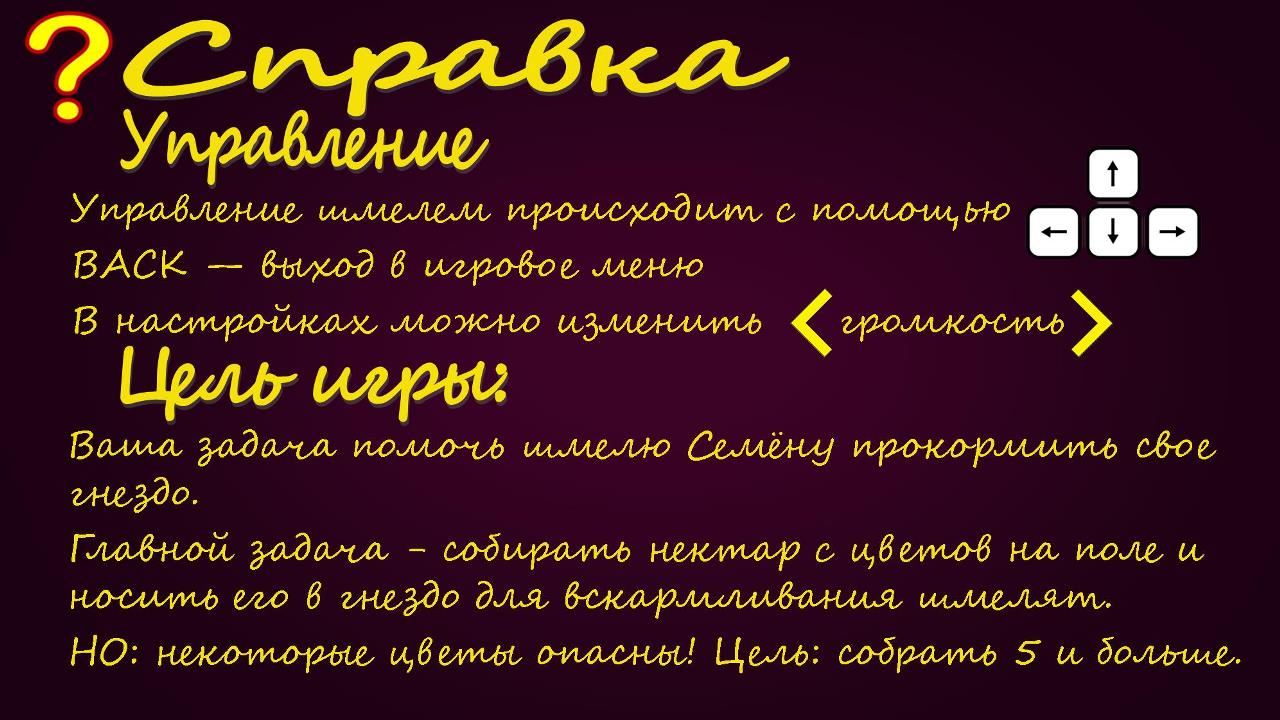 ? Справка
Управление
Управление шмелем происходит с помощью ↑ ← ↓ →
BACK — выход в игровое меню
В настройках можно изменить < громкость >
Цель игры:
Ваша задача помочь шмелю Семёну прокормить свое
гнездо.
Главной задача - собирать нектар с цветов на поле и
носить его в гнездо для вскармливания шмелят.
НО: некоторые цветы опасны! Цель: собрать 5 и больше.